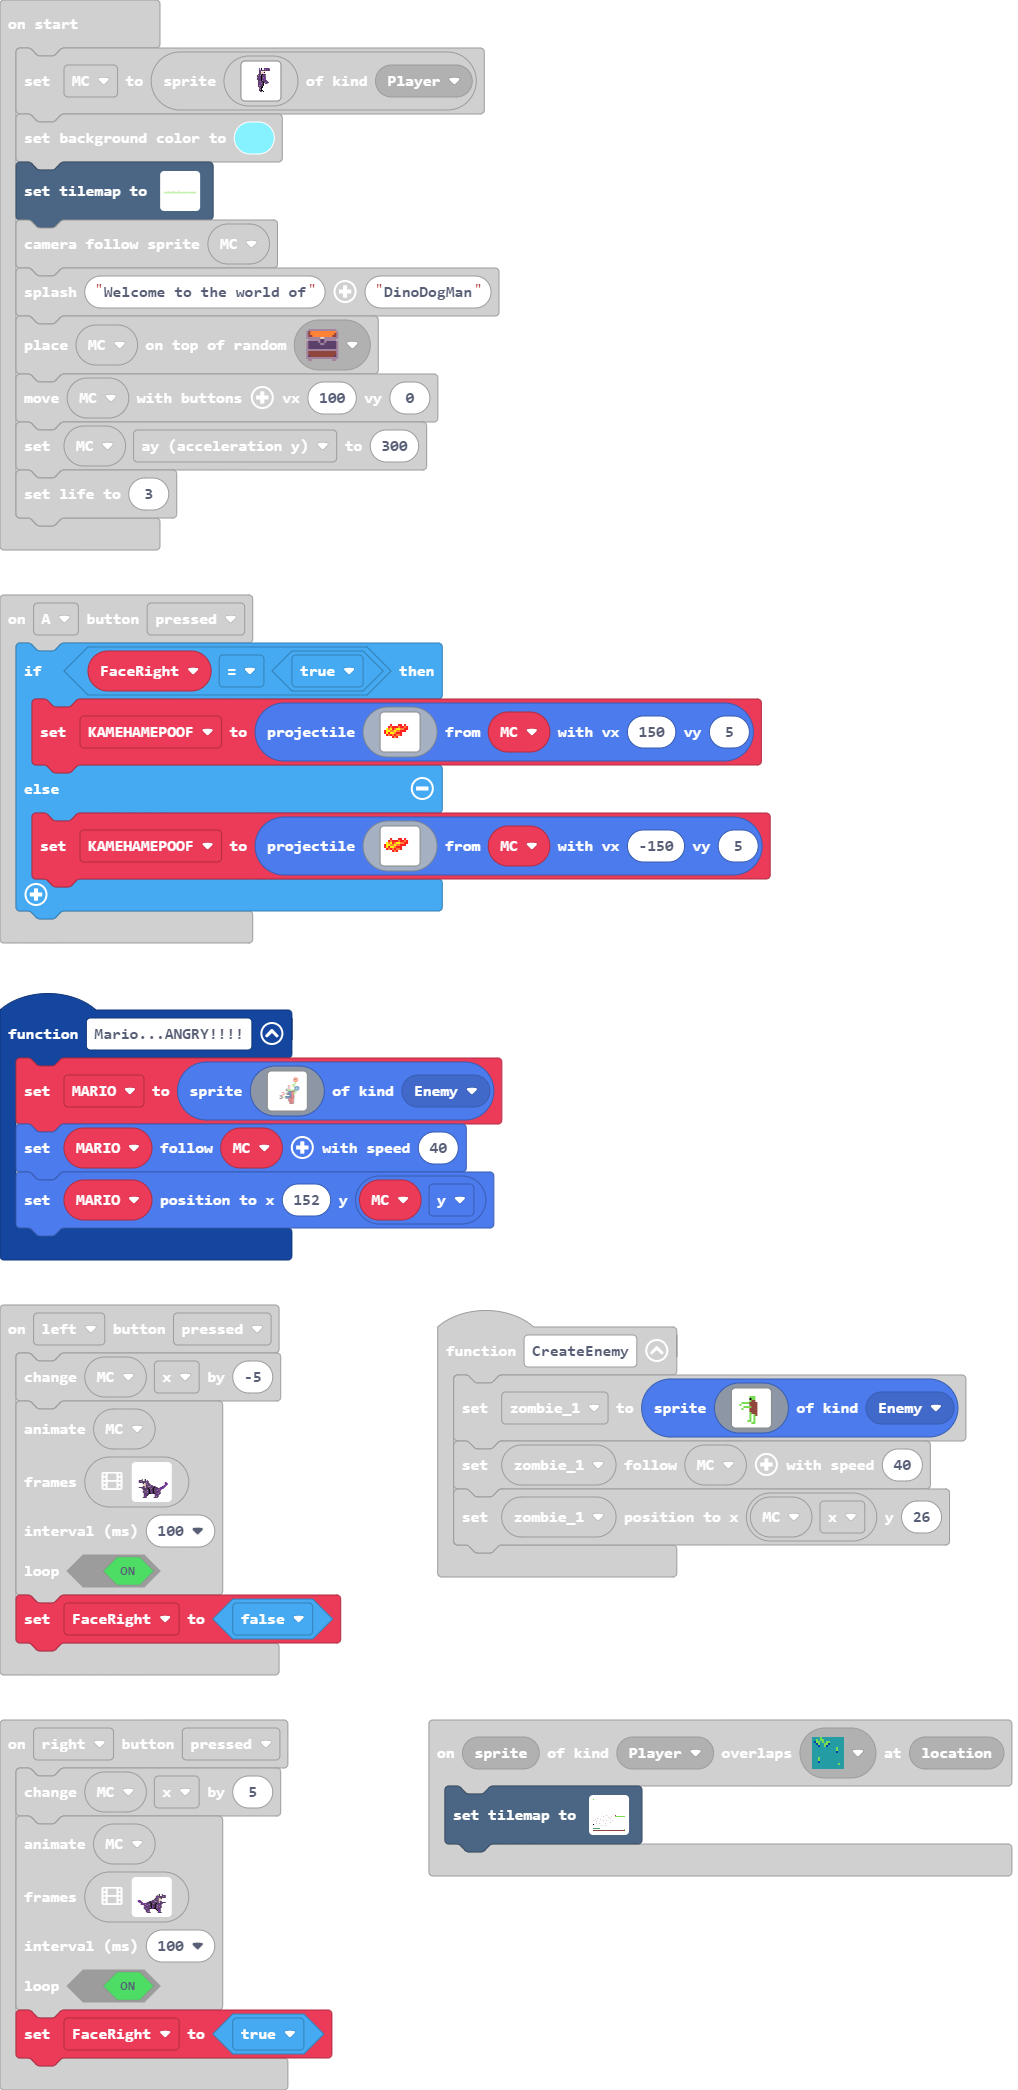 on start
set MC to sprite of kind Player
set background color to
set tilemap to
camera follow sprite MC
splash "Welcome to the world of" "DinoDogMan"
place MC on top of random
move MC with buttons vx 100 vy 0
set MC ay (acceleration y) to 300
set life to 3
on A button pressed
if FaceRight = true then
set KAMEHAMEPOOF to projectile from MC with vx 150 vy 5
else
set KAMEHAMEPOOF to projectile from MC with vx -150 vy 5
function Mario...ANGRY!!!!
set MARIO to sprite of kind Enemy
set MARIO follow MC with speed 40
set MARIO position to x 152 y MC y
on left button pressed
change MC x by -5
animate MC
frames
interval (ms) 100
loop ON
set FaceRight to false
function CreateEnemy
set zombie_1 to sprite of kind Enemy
set zombie_1 follow MC with speed 40
set zombie_1 position to x MC x y 26
on right button pressed
change MC x by 5
animate MC
frames
interval (ms) 100
loop ON
set FaceRight to true
on sprite of kind Player overlaps at location
set tilemap to